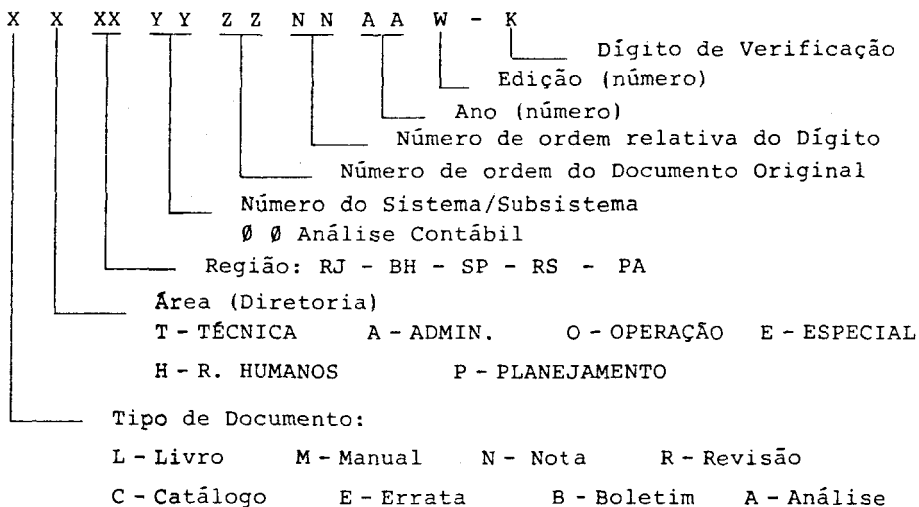 X X XX Y Y Z Z N N A A W - K
Dígito de Verificação
Edição (número)
Ano (número)
Número de ordem relativa do Dígito
Número de ordem do Documento Original
Número do Sistema/Subsistema
Ø Ø Análise Contábil
Região: RJ - BH - SP - RS - PA
Área (Diretoria)
T - TÉCNICA A - ADMIN. O - OPERAÇÃO E - ESPECIAL
H - R. HUMANOS P - PLANEJAMENTO
Tipo de Documento:
L - Livro M - Manual N - Nota R - Revisão
C - Catálogo E - Errata B - Boletim A - Análise